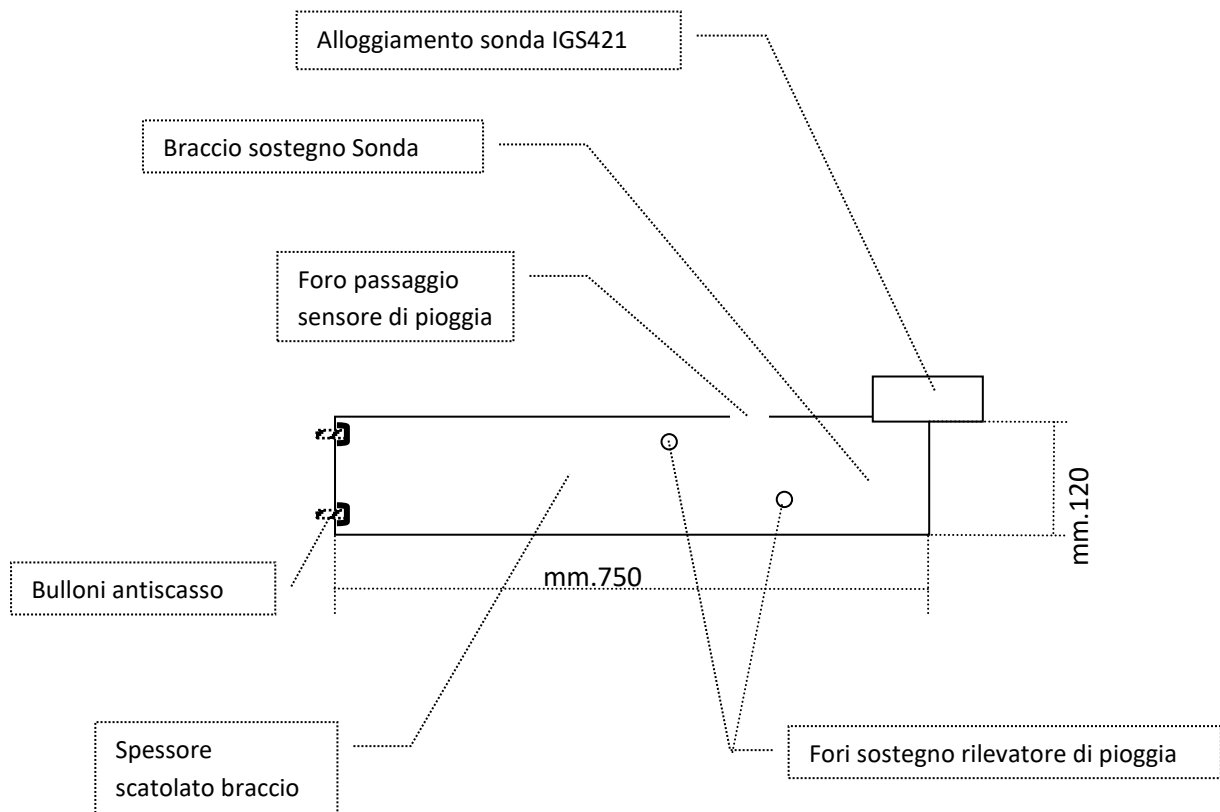 Alloggiamento sonda IGS421
Braccio sostegno Sonda
Foro passaggio
sensore di pioggia
mm.120
mm.750
Bulloni antiscasso
Spessore
scatolato braccio
Fori sostegno rilevatore di pioggia